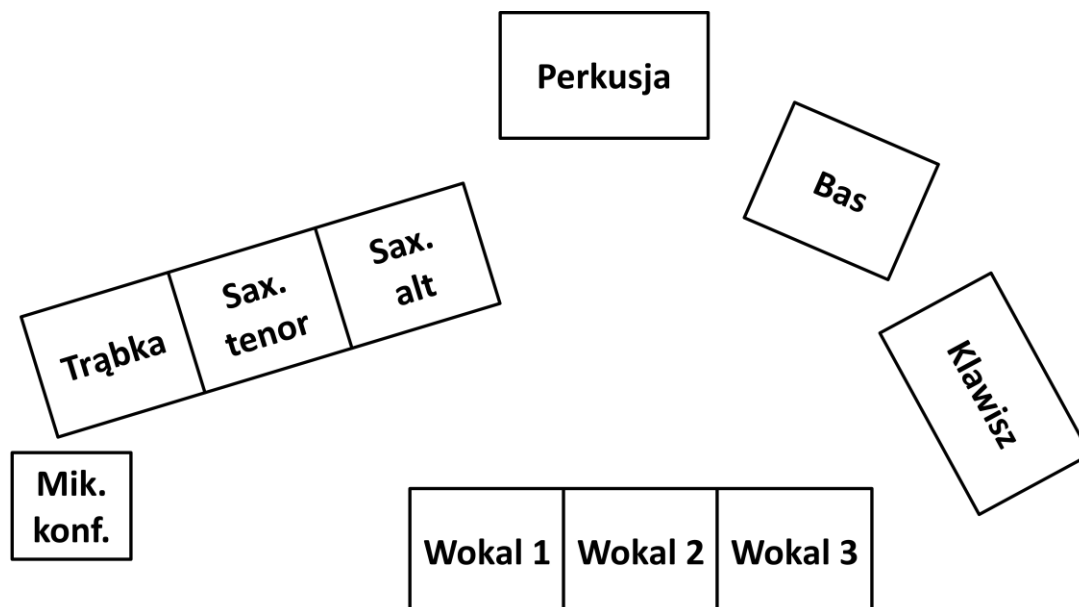 Perkusja
Bas
Sax.
alt
Sax.
tenor
Trąbka
Klawisz
Mik.
konf.
Wokal 1
Wokal 2
Wokal 3